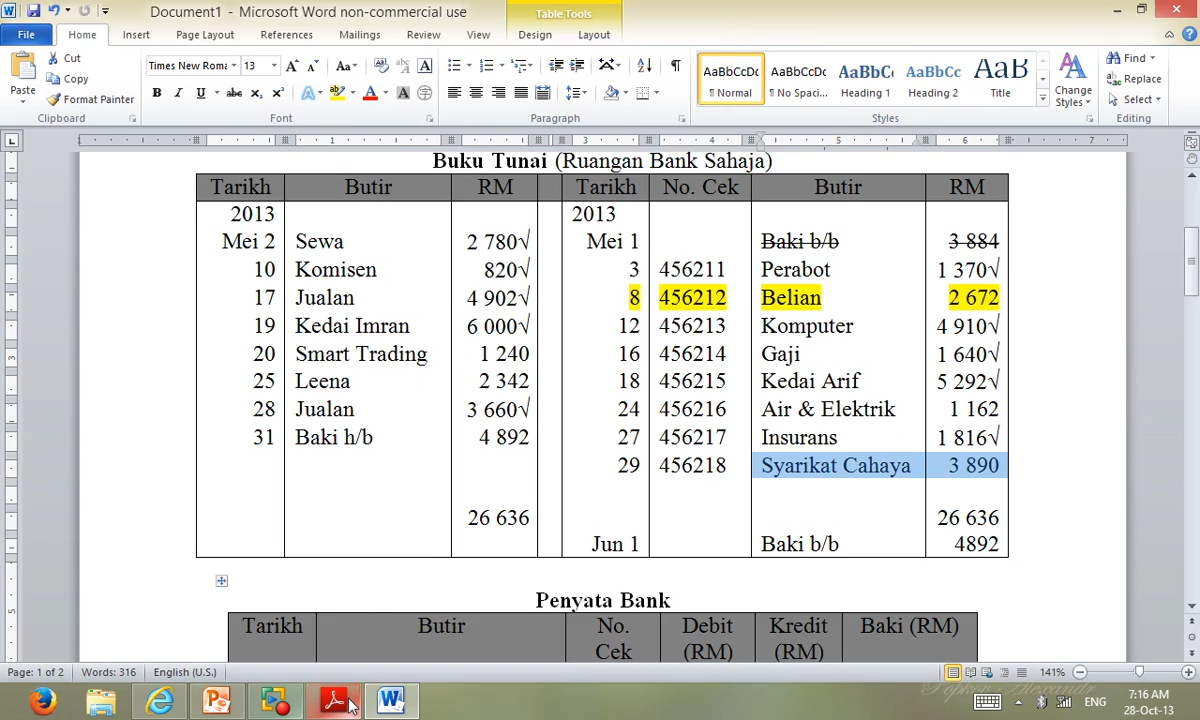 Document1 - Microsoft Word non-commercial use
Table Tools
File Home Insert Page Layout References Mailings Review View Design Layout
Paste
Cut
Copy
Format Painter
Clipboard
Times New Roma 13
B I U abe X₂ X²
Font
Paragraph
AaBbCcDc AaBbCcDc AaBbCc AaBbCc AaB
¶ Normal ¶ No Spaci... Heading 1 Heading 2 Title
Change Styles
Styles
Find
Replace
Select
Editing
Buku Tunai (Ruangan Bank Sahaja)
Tarikh Butir RM Tarikh No. Cek Butir RM
2013 2013
Mei 2 Sewa 2 780√ Mei 1 Baki b/b 3 884
10 Komisen 820√ 3 456211 Perabot 1 370√
17 Jualan 4 902√ 8 456212 Belian 2 672
19 Kedai Imran 6 000√ 12 456213 Komputer 4 910√
20 Smart Trading 1 240 16 456214 Gaji 1 640√
25 Leena 2 342 18 456215 Kedai Arif 5 292√
28 Jualan 3 660√ 24 456216 Air & Elektrik 1 162
31 Baki h/b 4 892 27 456217 Insurans 1 816√
29 456218 Syarikat Cahaya 3 890
26 636 26 636
Jun 1 Baki b/b 4892
Penyata Bank
Tarikh Butir No. Debit Kredit Baki (RM)
Cek (RM) (RM)
Page: 1 of 2 Words: 316 English (U.S.) 141%
ENG
7:16 AM
28-Oct-13